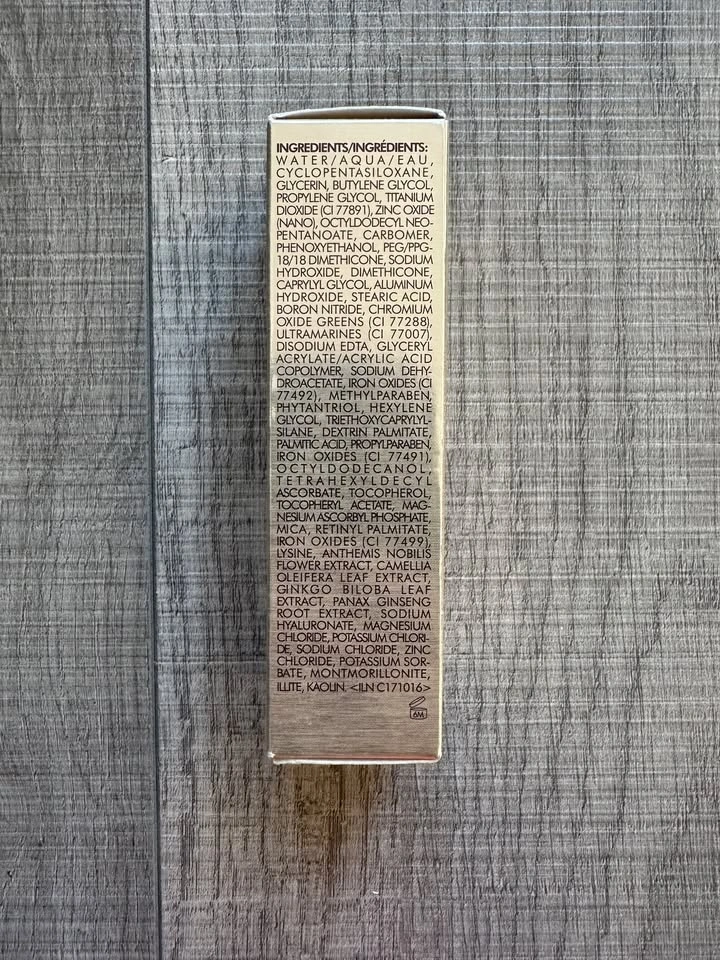 INGREDIENTS/INGRÉDIENTS:
WATER/AQUA/EAU,
CYCLOPENTASILOXANE,
GLYCERIN, BUTYLENE GLYCOL,
PROPYLENE GLYCOL, TITANIUM
DIOXIDE (CI 77891), ZINC OXIDE
(NANO), OCTYLDODECYL NEO-
PENTANOATE, CARBOMER,
PHENOXYETHANOL, PEG/PPG-
18/18 DIMETHICONE, SODIUM
HYDROXIDE, DIMETHICONE,
CAPRYLYL GLYCOL, ALUMINUM
HYDROXIDE, STEARIC ACID,
BORON NITRIDE, CHROMIUM
OXIDE GREENS (CI 77288),
ULTRAMARINES (CI 77007),
DISODIUM EDTA, GLYCERYL
ACRYLATE/ACRYLIC ACID
COPOLYMER, SODIUM DEHY-
DROACETATE, IRON OXIDES (CI
77492), METHYLPARABEN,
PHYTANTRIOL, HEXYLENE
GLYCOL, TRIETHOXYCAPRYLYL-
SILANE, DEXTRIN PALMITATE,
PALMITIC ACID, PROPYLPARABEN,
IRON OXIDES (CI 77491),
OCTYLDODECANOL,
TETRAHEXYLDECYL
ASCORBATE, TOCOPHEROL,
TOCOPHERYL ACETATE, MAG-
NESIUM ASCORBYL PHOSPHATE,
MICA, RETINYL PALMITATE,
IRON OXIDES (CI 77499),
LYSINE, ANTHEMIS NOBILIS
FLOWER EXTRACT, CAMELLIA
OLEIFERA LEAF EXTRACT,
GINKGO BILOBA LEAF
EXTRACT, PANAX GINSENG
ROOT EXTRACT, SODIUM
HYALURONATE, MAGNESIUM
CHLORIDE, POTASSIUM CHLORI-
DE, SODIUM CHLORIDE, ZINC
CHLORIDE, POTASSIUM SOR-
BATE, MONTMORILLONITE,
ILLITE, KAOLIN. <ILN C171016>
6M